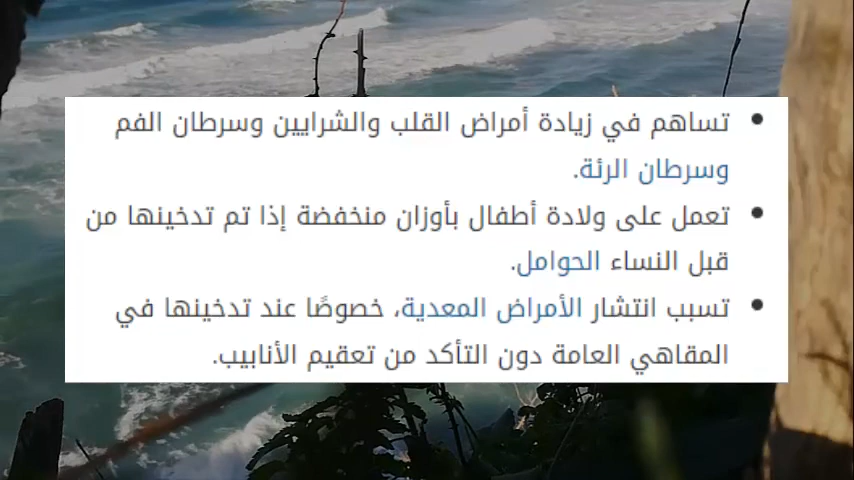 • تساهم في زيادة أمراض القلب والشرايين وسرطان الفم
وسرطان الرئة.
• تعمل على ولادة أطفال بأوزان منخفضة إذا تم تدخينها من
قبل النساء الحوامل.
• تسبب انتشار الأمراض المعدية، خصوصًا عند تدخينها في
المقاهي العامة دون التأكد من تعقيم الأنابيب.